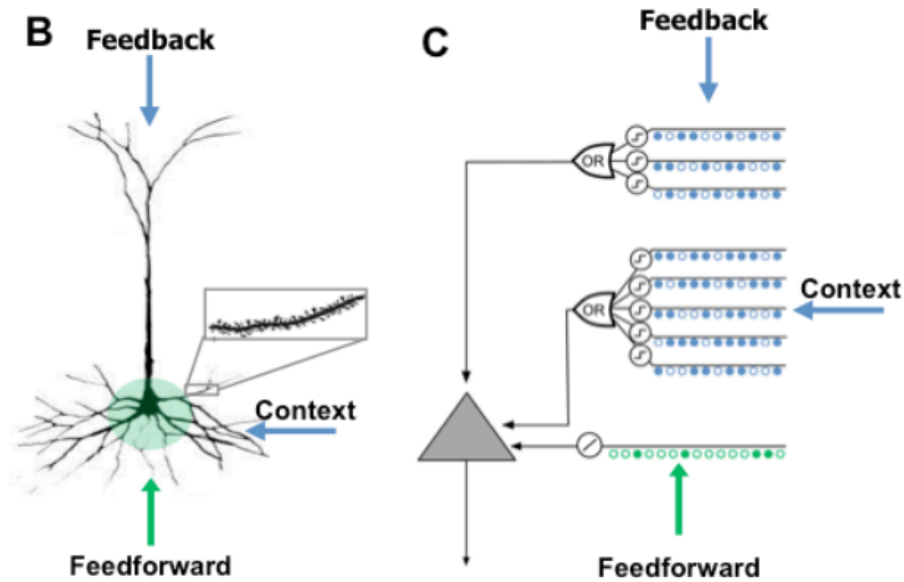 B
Feedback
Context
Feedforward
C
Feedback
OR
OR
Context
Feedforward